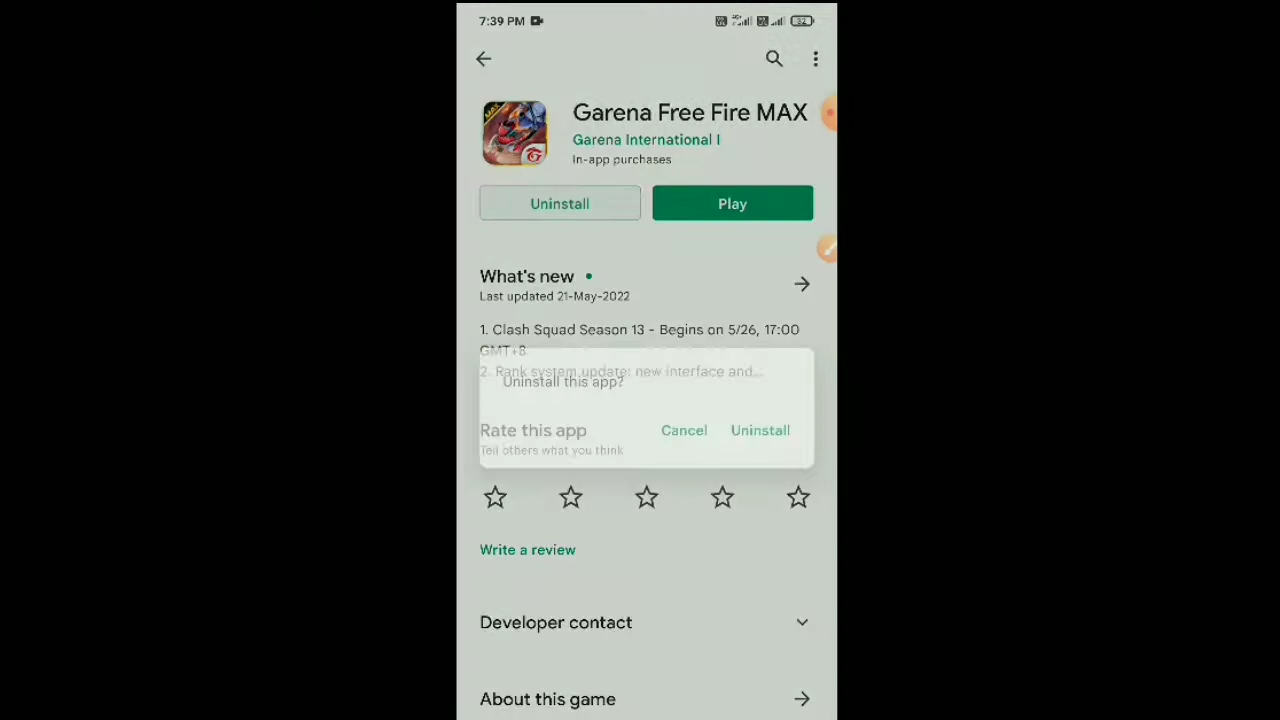 7:39 PM
32
Garena Free Fire MAX
Garena International I
In-app purchases
Uninstall
Play
What's new
Last updated 21-May-2022
1. Clash Squad Season 13 - Begins on 5/26, 17:00
GMT+8
2. Rank system update: new interface and...
Uninstall this app?
Cancel
Uninstall
Rate this app
Tell others what you think
Write a review
Developer contact
About this game